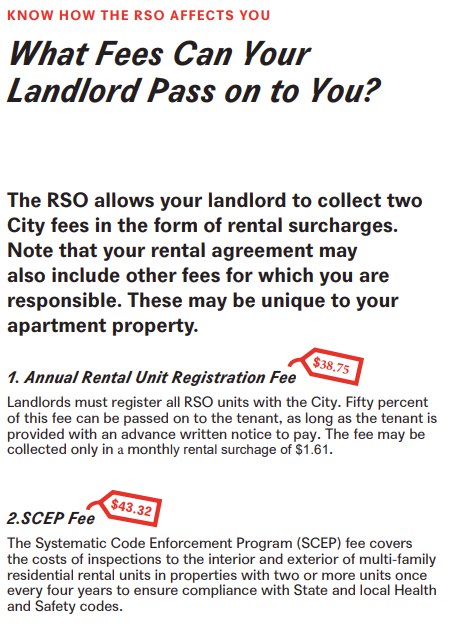 KNOW HOW THE RSO AFFECTS YOU
What Fees Can Your
Landlord Pass on to You?
The RSO allows your landlord to collect two
City fees in the form of rental surcharges.
Note that your rental agreement may
also include other fees for which you are
responsible. These may be unique to your
apartment property.
1. Annual Rental Unit Registration Fee $38.75
Landlords must register all RSO units with the City. Fifty percent
of this fee can be passed on to the tenant, as long as the tenant is
provided with an advance written notice to pay. The fee may be
collected only in a monthly rental surchage of $1.61.
2.SCEP Fee $43.32
The Systematic Code Enforcement Program (SCEP) fee covers
the costs of inspections to the interior and exterior of multi-family
residential rental units in properties with two or more units once
every four years to ensure compliance with State and local Health
and Safety codes.